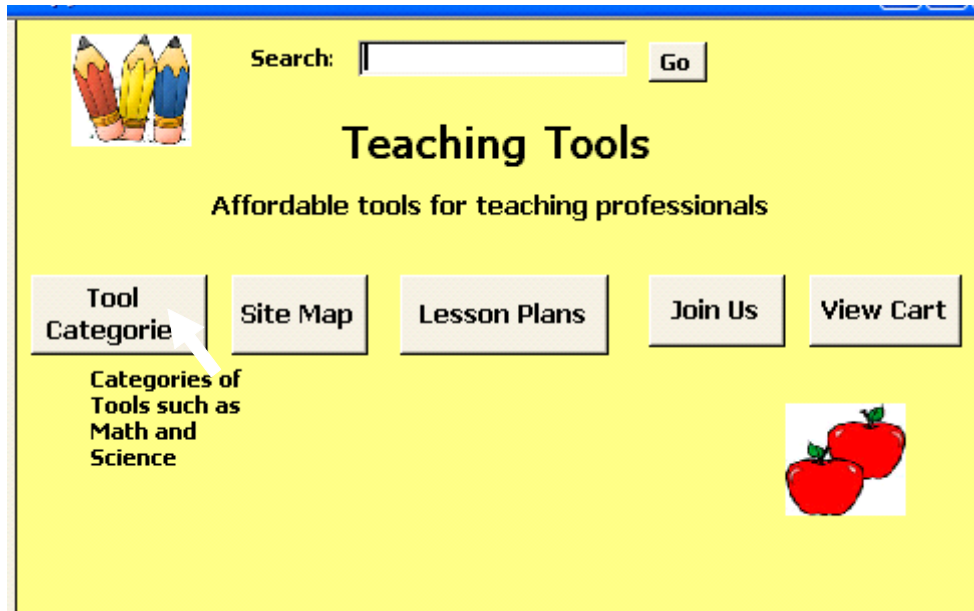 Search:
Go
Teaching Tools
Affordable tools for teaching professionals
Tool
Categorie
Site Map
Lesson Plans
Join Us
View Cart
Categories of
Tools such as
Math and
Science